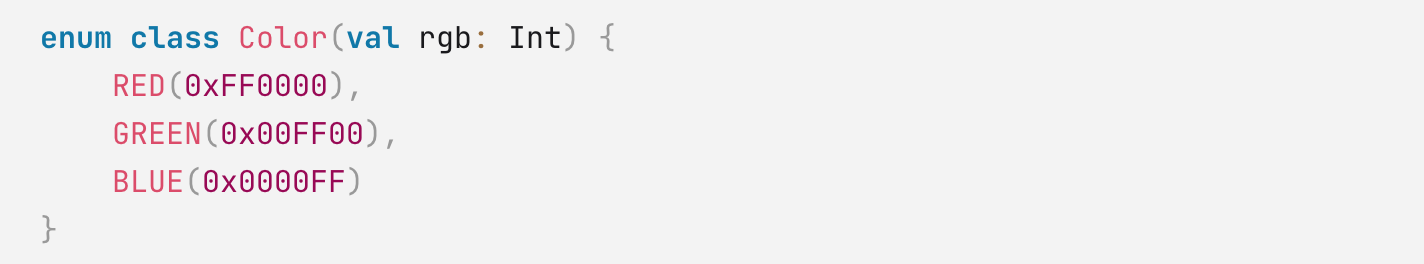 enum class Color(val rgb: Int) {
    RED(0xFF0000),
    GREEN(0x00FF00),
    BLUE(0x0000FF)
}